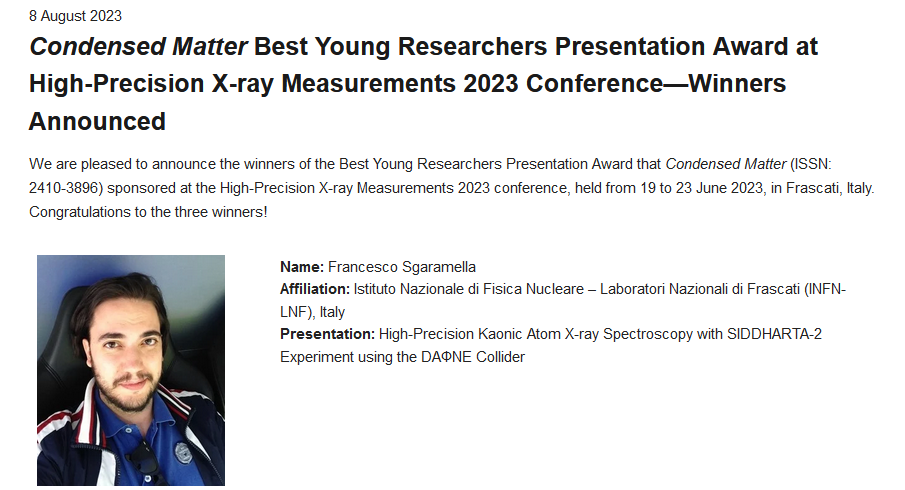 8 August 2023
Condensed Matter Best Young Researchers Presentation Award at
High-Precision X-ray Measurements 2023 Conference—Winners
Announced
We are pleased to announce the winners of the Best Young Researchers Presentation Award that Condensed Matter (ISSN:
2410-3896) sponsored at the High-Precision X-ray Measurements 2023 conference, held from 19 to 23 June 2023, in Frascati, Italy.
Congratulations to the three winners!
Name: Francesco Sgaramella
Affiliation: Istituto Nazionale di Fisica Nucleare – Laboratori Nazionali di Frascati (INFN-
LNF), Italy
Presentation: High-Precision Kaonic Atom X-ray Spectroscopy with SIDDHARTA-2
Experiment using the DAΦNE Collider